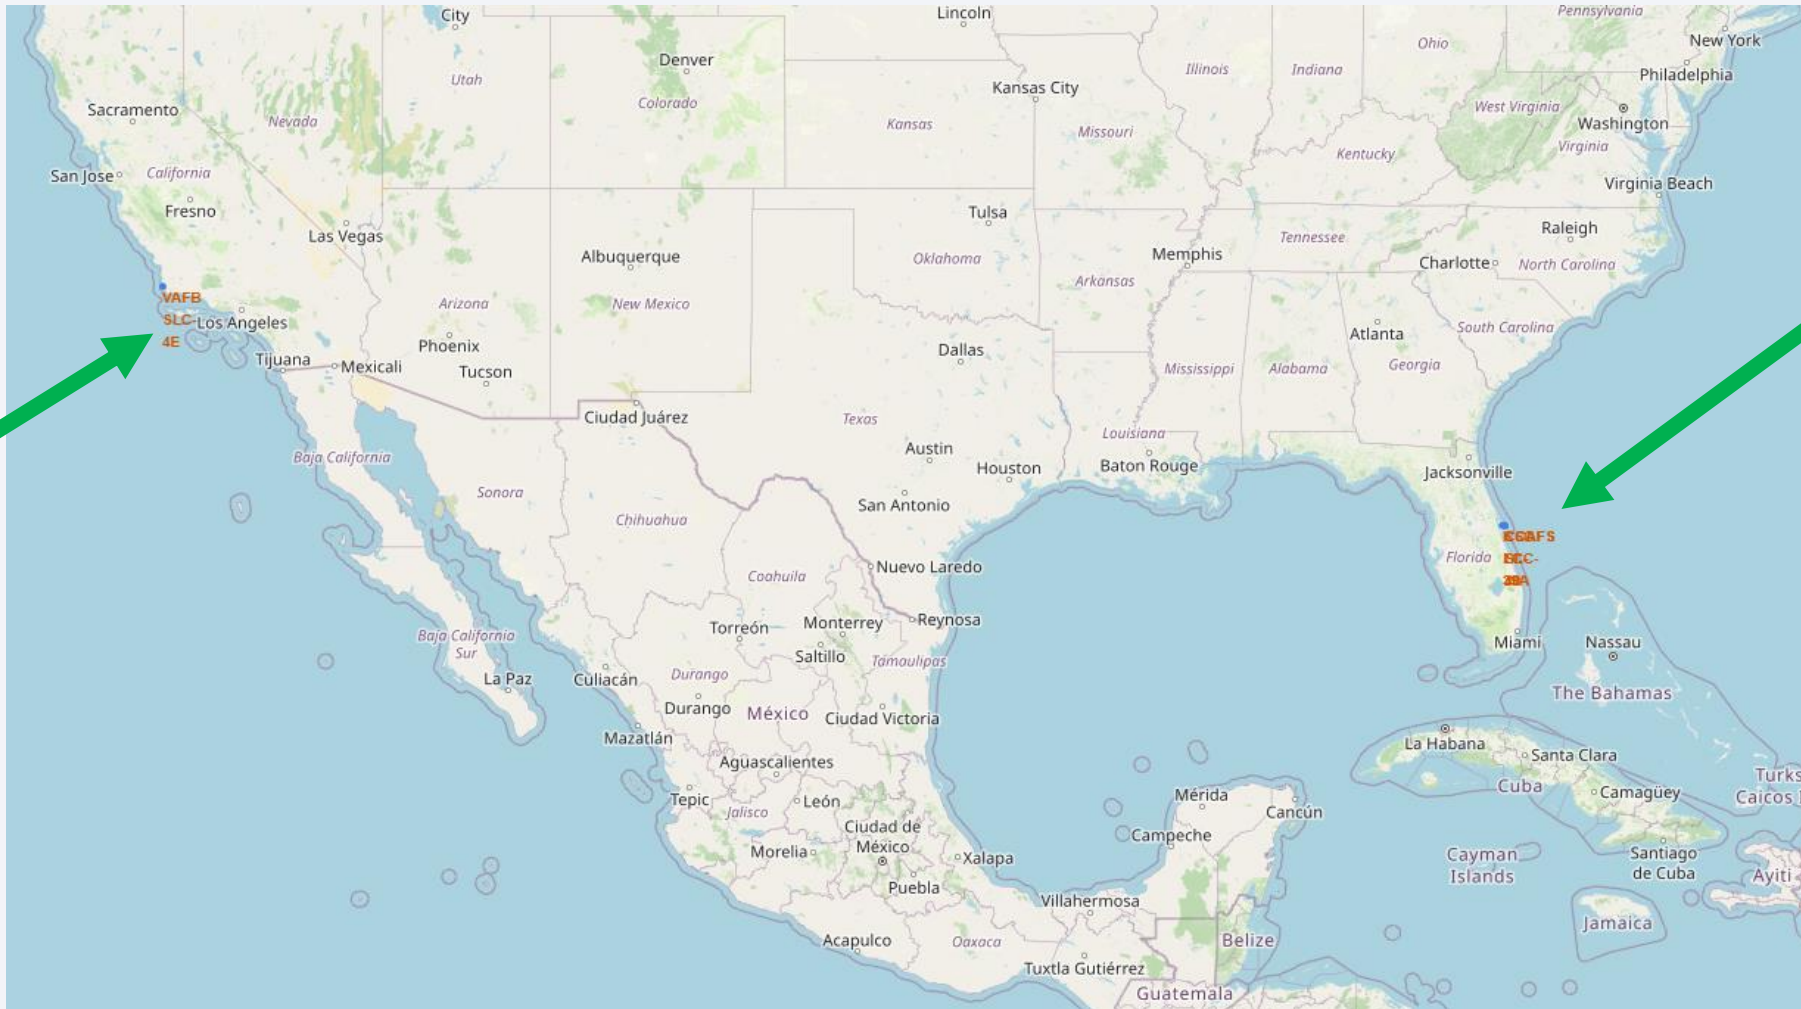 City
Lincoln
Pennsylvania
New York
Ohio
Denver
Utah
Illinois
Indiana
Philadelphia
Kansas City
Colorado
Sacramento
Nevada
West Virginia
Washington
Kansas
Missouri
Virginia
Kentucky
San Jose
California
Virginia Beach
Fresno
Tulsa
Las Vegas
Raleigh
Tennessee
Albuquerque
Oklahoma
Memphis
Charlotte
North Carolina
Arkansas
VAFB
SLC-
4E
Los Angeles
Arizona
New Mexico
South Carolina
Atlanta
Phoenix
Dallas
Tijuana
Mexicali
Tucson
Mississippi
Alabama
Georgia
Ciudad Juárez
Texas
Louisiana
Austin
Baja California
Houston
Baton Rouge
Jacksonville
Sonora
San Antonio
Chihuahua
Florida
Nuevo Laredo
Coahuila
Reynosa
Torreón
Monterrey
Baja California
Sur
Saltillo
Tamaulipas
Miami
Nassau
La Paz
Culiacán
Durango
The Bahamas
Durango
México
Ciudad Victoria
Mazatlán
La Habana
Santa Clara
Aguascalientes
Turks
Caicos
Cuba
Tepic
León
Mérida
Camagüey
Jalisco
Cancún
Ciudad de
México
Campeche
Morelia
Xalapa
Cayman
Islands
Santiago
de Cuba
Ayiti
Puebla
Villahermosa
Jamaica
Acapulco
Oaxaca
Belize
Tuxtla Gutiérrez
Guatemala